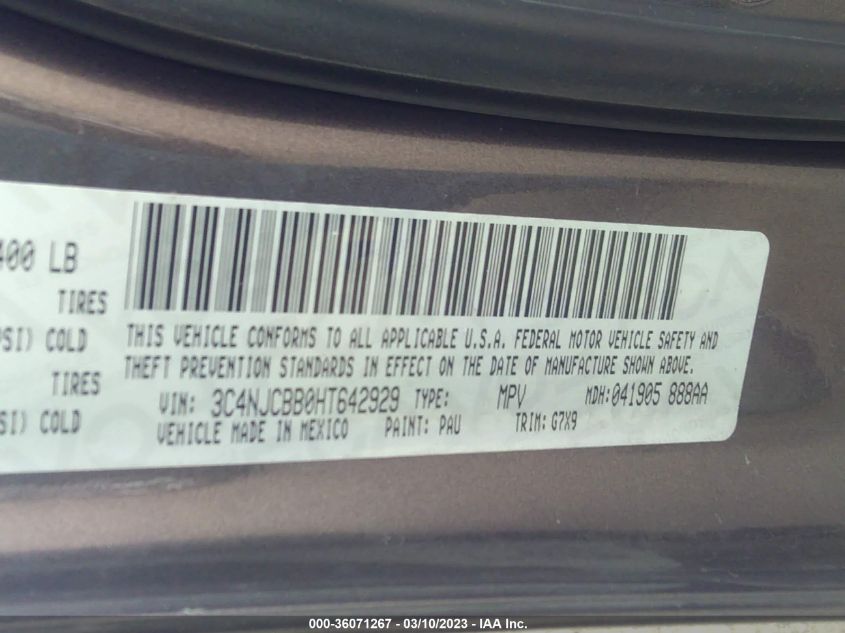 400 LB
TIRES
PSI) COLD
TIRES
SI) COLD
THIS VEHICLE CONFORMS TO ALL APPLICABLE U.S.A. FEDERAL MOTOR VEHICLE SAFETY AND
THEFT PREVENTION STANDARDS IN EFFECT ON THE DATE OF MANUFACTURE SHOWN ABOVE.
VIN: 3C4NJCBB0HT642929 TYPE: MPV MDH:041905 888AA
VEHICLE MADE IN MEXICO PAINT: PAU TRIM: G7X9
000-36071267 - 03/10/2023 - IAA Inc.